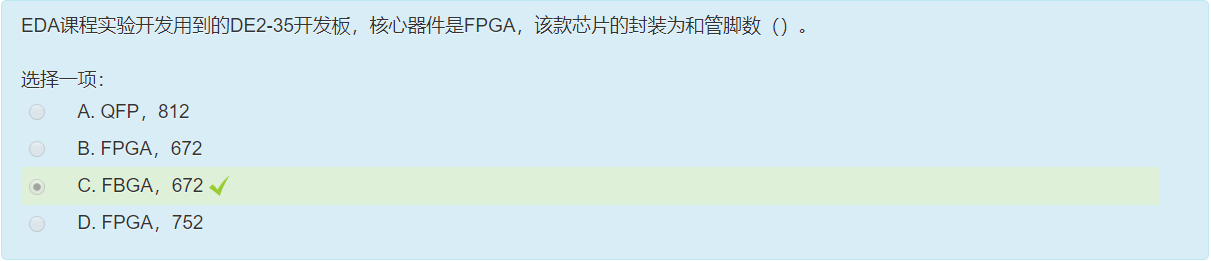 EDA课程实验开发用到的DE2-35开发板，核心器件是FPGA，该款芯片的封装为和管脚数（）。
选择一项：
A. QFP，812
B. FPGA，672
C. FBGA，672
D. FPGA，752